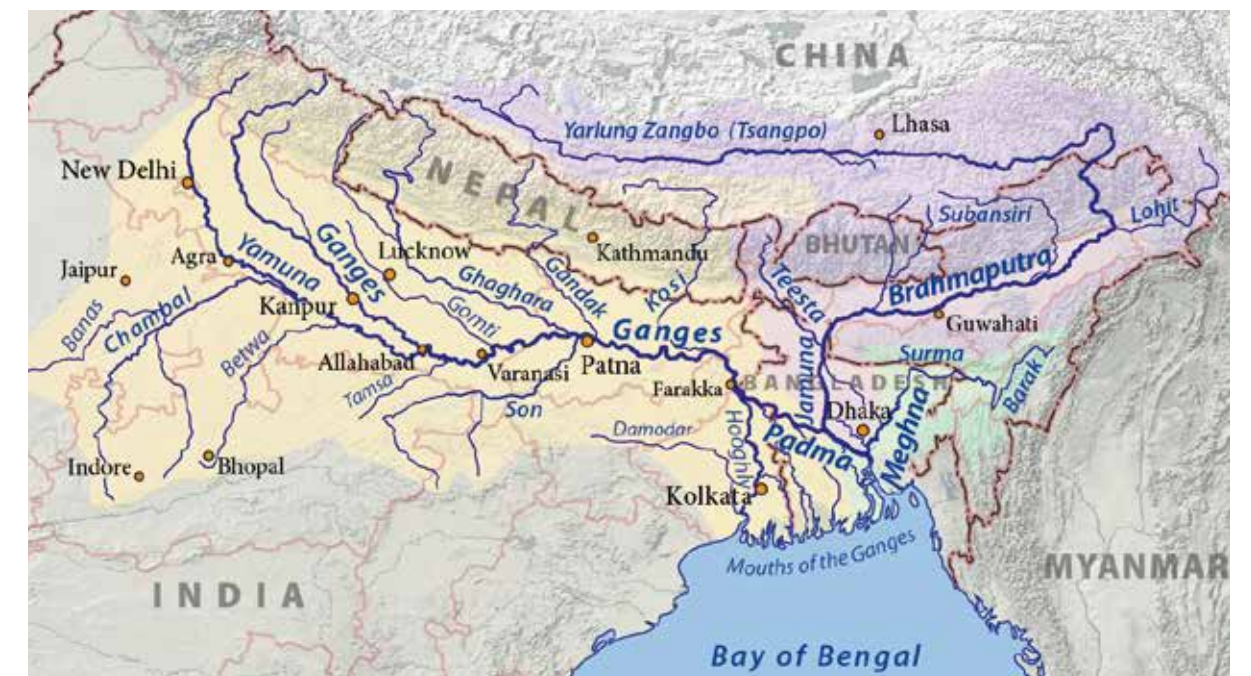 CHINA
Yarlung Zangbo (Tsangpo)
Lhasa
New Delhi
NEPAL
Subansiri
Lohit
Ganges
Lucknow
Kathmandu
BHUTAN
Agra
Yamuna
Jaipur
Ghaghara
Gandak
Kosi
Teesta
Brahmaputra
Banas
Chambal
Kanpur
Gomti
Ganges
Guwahati
Betwa
Allahabad
Varanasi
Patna
Jamuna
Surma
Tamsa
Son
Farakka
BANGLADESH
Barak
Dhaka
Hooghly
Damodar
Padma
Meghna
Indore
Bhopal
Kolkata
Mouths of the Ganges
INDIA
MYANMAR
Bay of Bengal